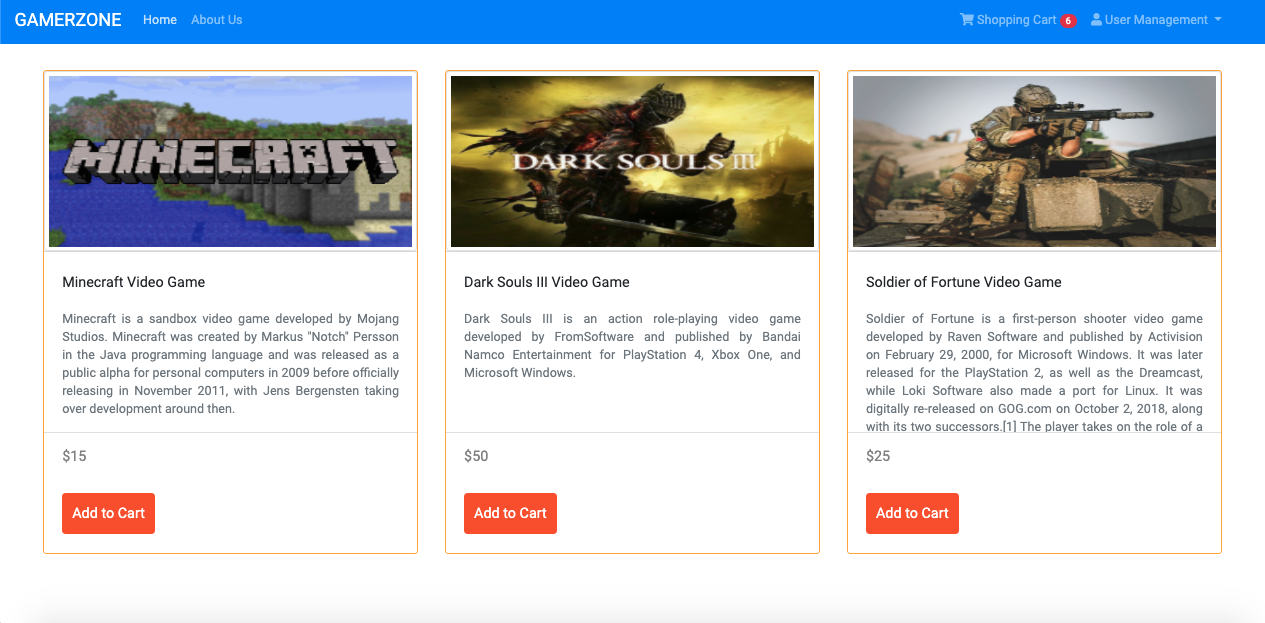 GAMERZONE Home About Us Shopping Cart 6 User Management
MINECRAFT
Minecraft Video Game
Minecraft is a sandbox video game developed by Mojang
Studios. Minecraft was created by Markus "Notch" Persson
in the Java programming language and was released as a
public alpha for personal computers in 2009 before officially
releasing in November 2011, with Jens Bergensten taking
over development around then.
$15
Add to Cart
DARK SOULS III
Dark Souls III Video Game
Dark Souls III is an action role-playing video game
developed by FromSoftware and published by Bandai
Namco Entertainment for PlayStation 4, Xbox One, and
Microsoft Windows.
$50
Add to Cart
Soldier of Fortune Video Game
Soldier of Fortune is a first-person shooter video game
developed by Raven Software and published by Activision
on February 29, 2000, for Microsoft Windows. It was later
released for the PlayStation 2, as well as the Dreamcast,
while Loki Software also made a port for Linux. It was
digitally re-released on GOG.com on October 2, 2018, along
with its two successors.[1] The player takes on the role of a
$25
Add to Cart